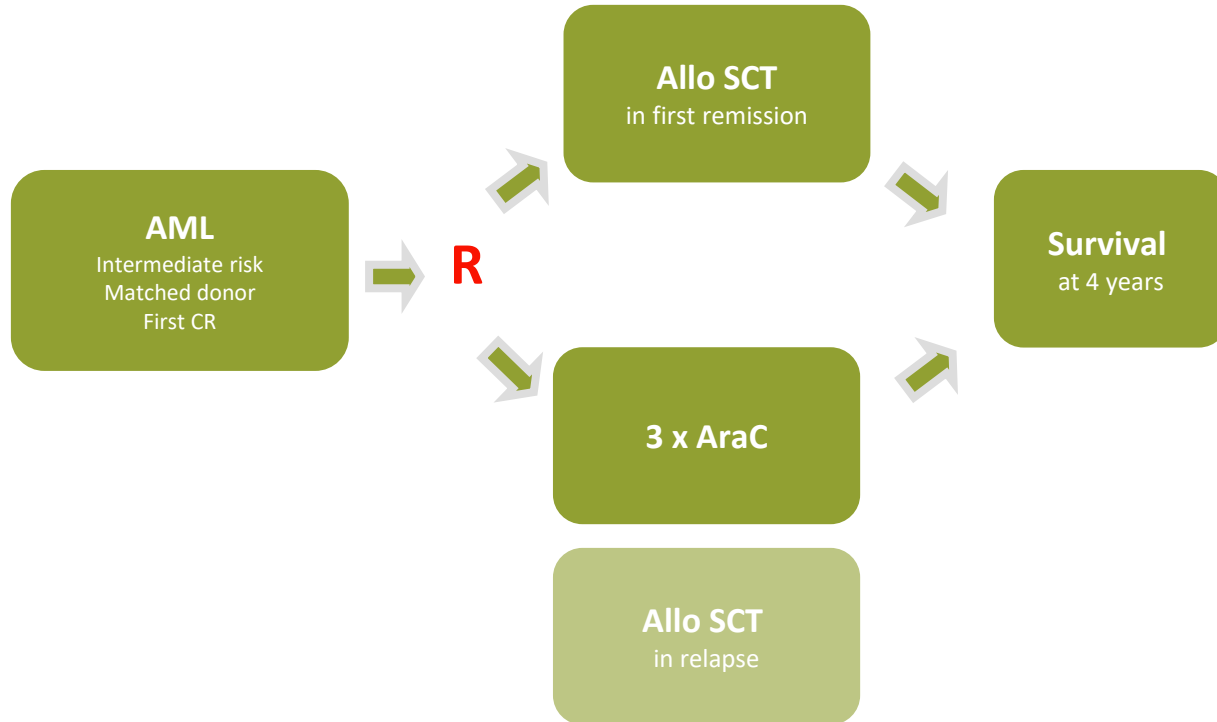 AML
Intermediate risk
Matched donor
First CR
R
Allo SCT
in first remission
3 x AraC
Allo SCT
in relapse
Survival
at 4 years